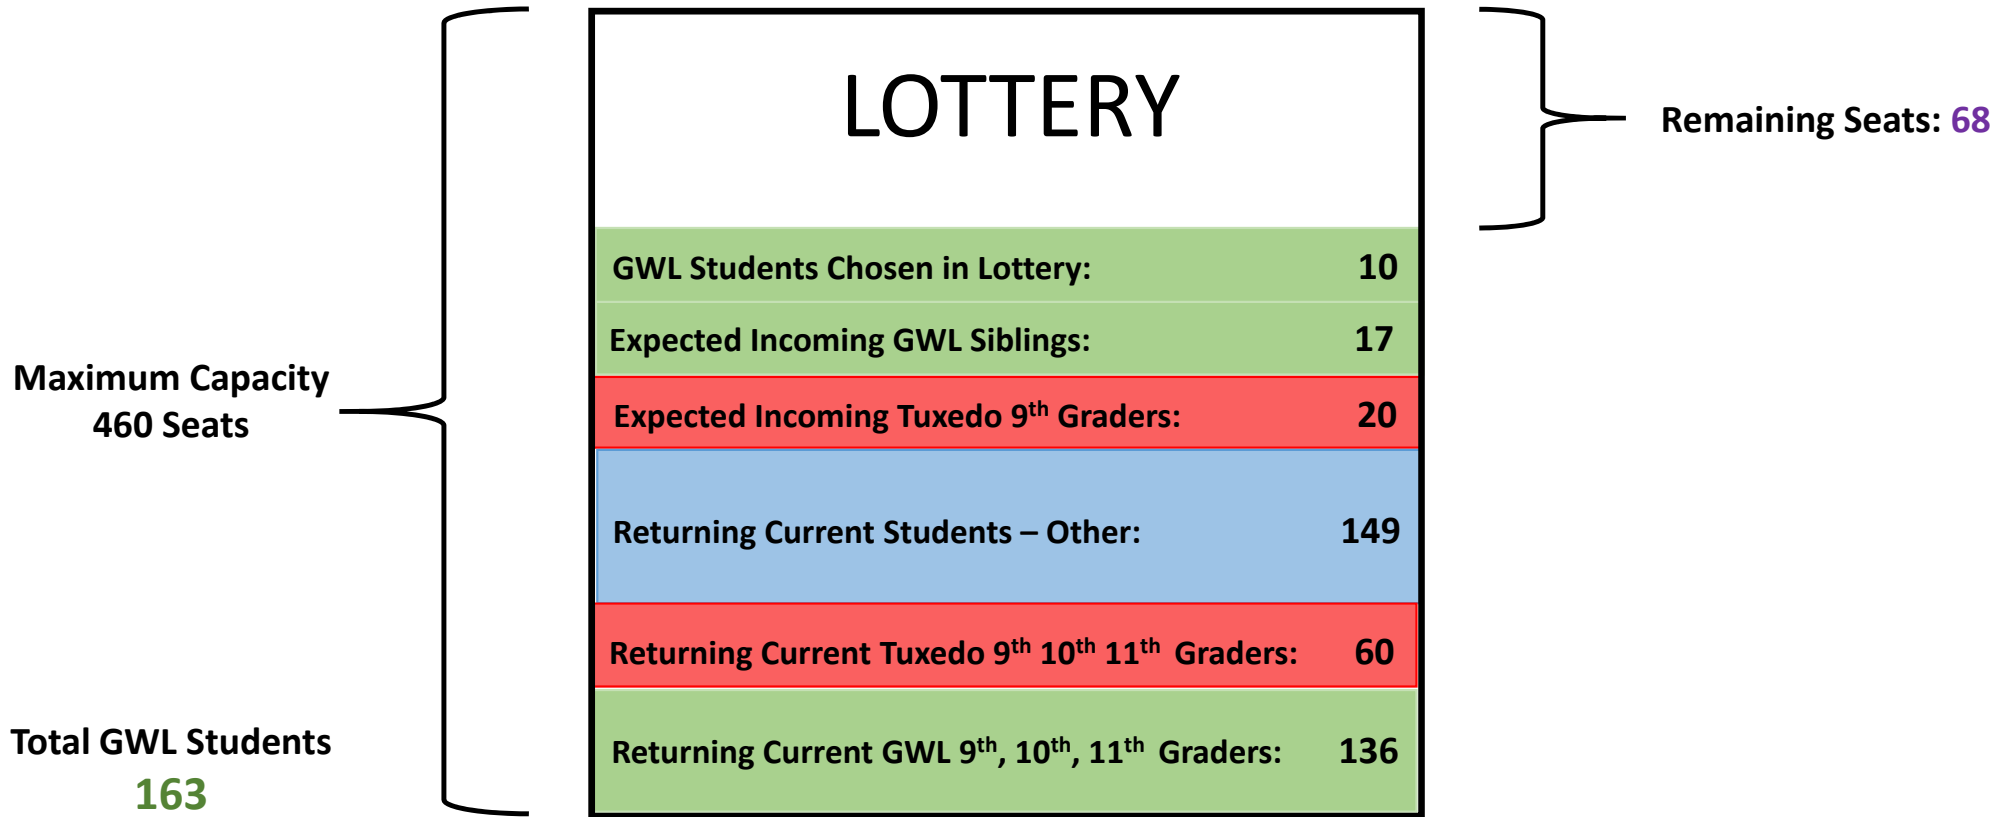 LOTTERY
Remaining Seats: 68
GWL Students Chosen in Lottery: 10
Expected Incoming GWL Siblings: 17
Maximum Capacity
460 Seats
Expected Incoming Tuxedo 9th Graders: 20
Returning Current Students – Other: 149
Returning Current Tuxedo 9th 10th 11th Graders: 60
Total GWL Students
163
Returning Current GWL 9th, 10th, 11th Graders: 136